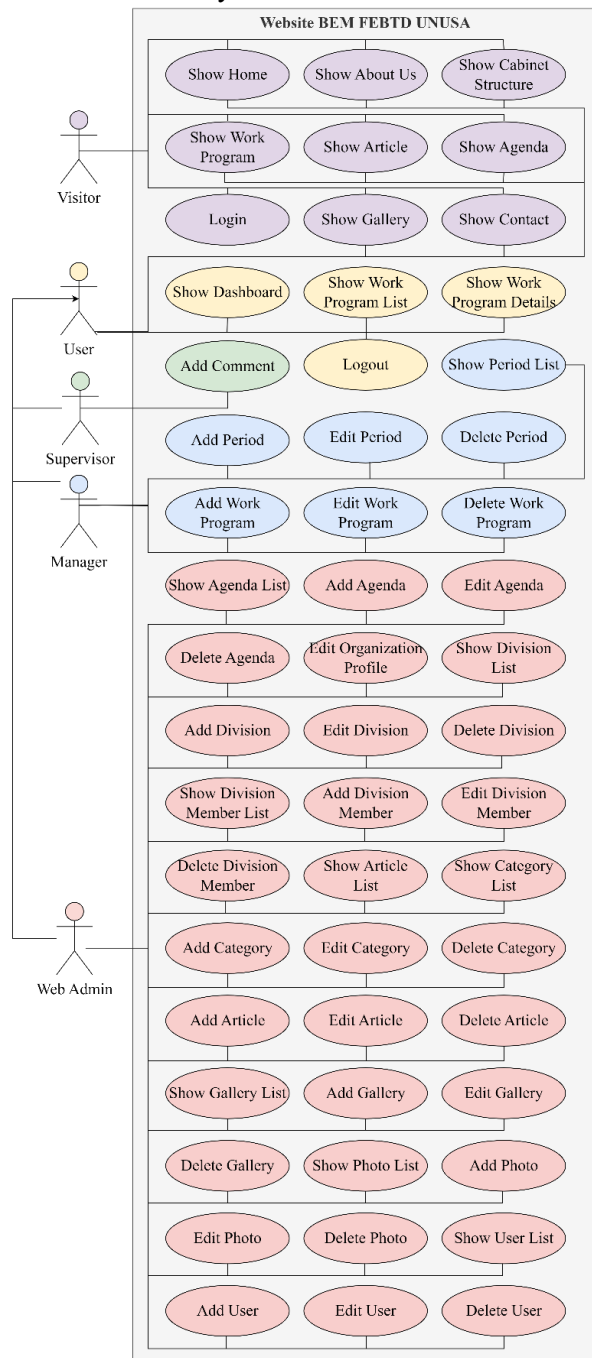 Website BEM FEBTD UNUSA
Show Home
Show About Us
Show Cabinet
Structure
Show Work
Program
Show Article
Show Agenda
Visitor
Login
Show Gallery
Show Contact
Show Dashboard
Show Work
Program List
Show Work
Program Details
User
Add Comment
Logout
Show Period List
Supervisor
Add Period
Edit Period
Delete Period
Add Work
Program
Edit Work
Program
Delete Work
Program
Manager
Show Agenda List
Add Agenda
Edit Agenda
Delete Agenda
Edit Organization
Profile
Show Division
List
Add Division
Edit Division
Delete Division
Show Division
Member List
Add Division
Member
Edit Division
Member
Delete Division
Member
Show Article
List
Show Category
List
Web Admin
Add Category
Edit Category
Delete Category
Add Article
Edit Article
Delete Article
Show Gallery List
Add Gallery
Edit Gallery
Delete Gallery
Show Photo List
Add Photo
Edit Photo
Delete Photo
Show User List
Add User
Edit User
Delete User